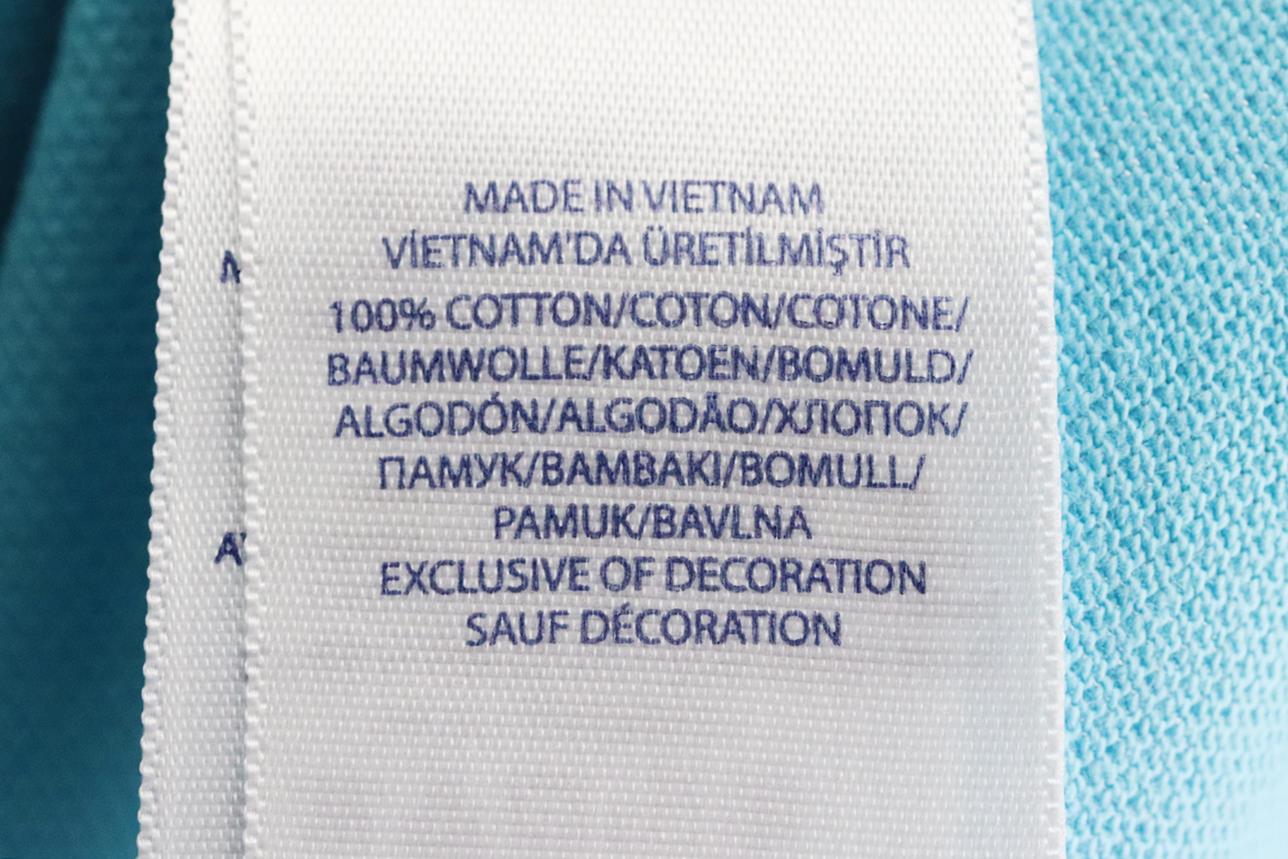 MADE IN VIETNAM
VİETNAM'DA ÜRETİLMİŞTİR
100% COTTON/COTON/COTONE/
BAUMWOLLE/KATOEN/BOMULD/
ALGODÓN/ALGODÃO/ХЛОПОК/
ПАМУК/BAMBAKI/BOMULL/
PAMUK/BAVLNA
EXCLUSIVE OF DECORATION
SAUF DÉCORATION